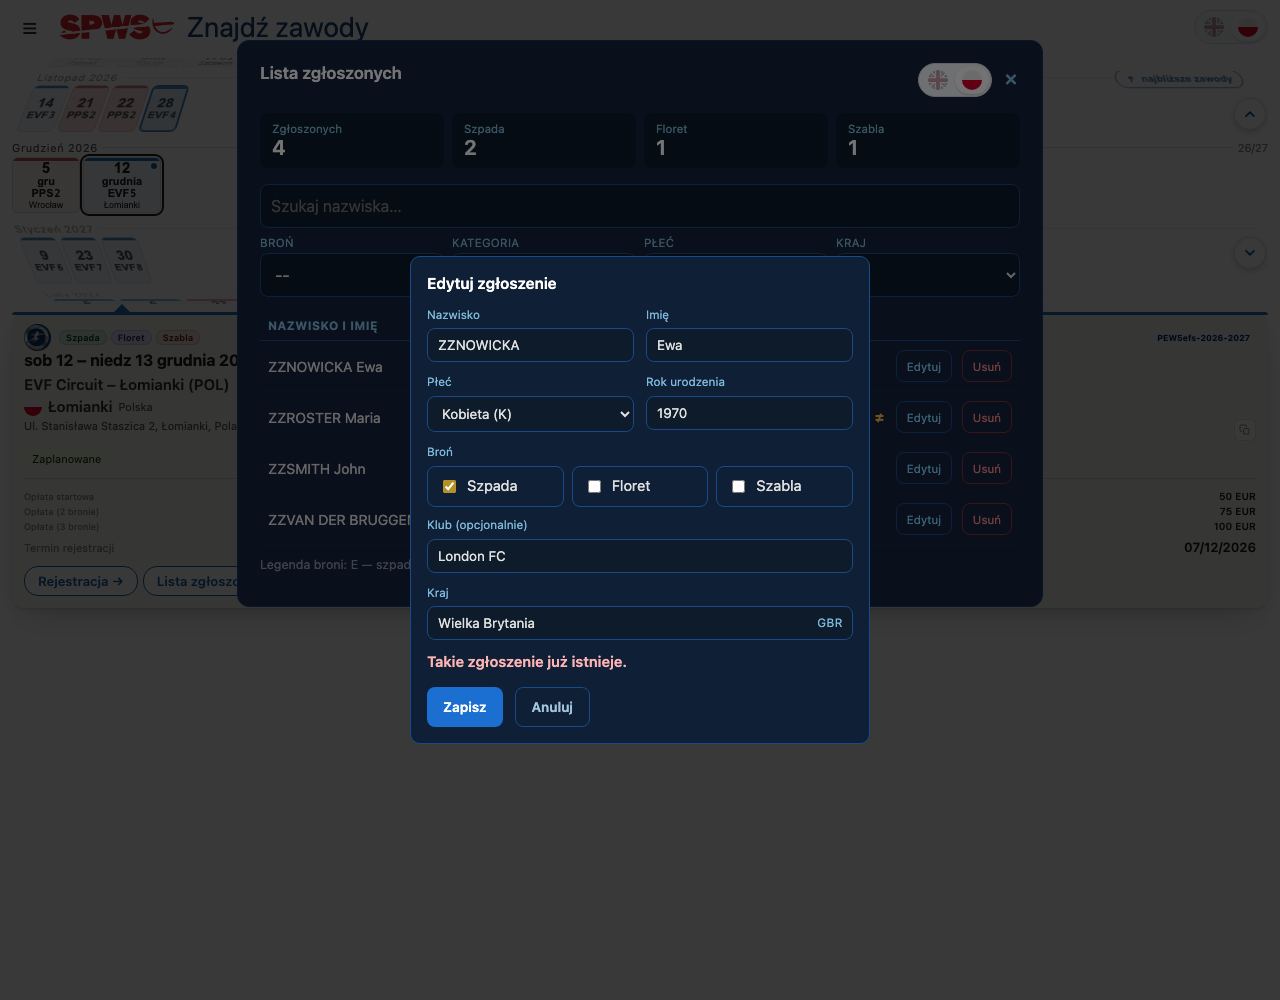 SPWS Znajdź zawody
Listopad 2026
najbliższe zawody
14 EVF3
21 PPS2
22 PPS2
28 EVF4
Grudzień 2026
26/27
5 gru PPS2 Wrocław
12 grudnia EVF5 Łomianki
Styczeń 2027
9 EVF6
23 EVF7
30 EVF8
Szpada Floret Szabla
PEWSefs-2026-2027
sob 12 – niedz 13 grudnia 20
EVF Circuit – Łomianki (POL)
Łomianki Polska
Ul. Stanisława Staszica 2, Łomianki, Pola
Zaplanowane
Opłata startowa 50 EUR
Opłata (2 bronie) 75 EUR
Opłata (3 bronie) 100 EUR
Termin rejestracji 07/12/2026
Rejestracja →
Lista zgłoszo
Lista zgłoszonych
×
Zgłoszonych
4
Szpada
2
Floret
1
Szabla
1
Szukaj nazwiska...
BROŃ KATEGORIA PŁEĆ KRAJ
--
NAZWISKO I IMIĘ
ZZNOWICKA Ewa Edytuj Usuń
ZZROSTER Maria ≠ Edytuj Usuń
ZZSMITH John Edytuj Usuń
ZZVAN DER BRUGGEN Edytuj Usuń
Legenda broni: E — szpad
Edytuj zgłoszenie
Nazwisko Imię
ZZNOWICKA Ewa
Płeć Rok urodzenia
Kobieta (K) 1970
Broń
Szpada Floret Szabla
Klub (opcjonalnie)
London FC
Kraj
Wielka Brytania GBR
Takie zgłoszenie już istnieje.
Zapisz Anuluj